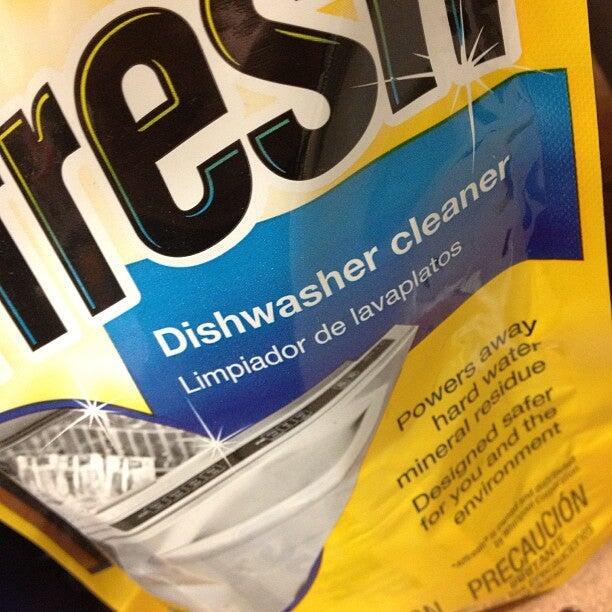 fresh
Dishwasher cleaner
Limpiador de lavaplatos
Powers away
hard water
mineral residue
Designed safer
for you and the
environment
PRECAUCIÓN